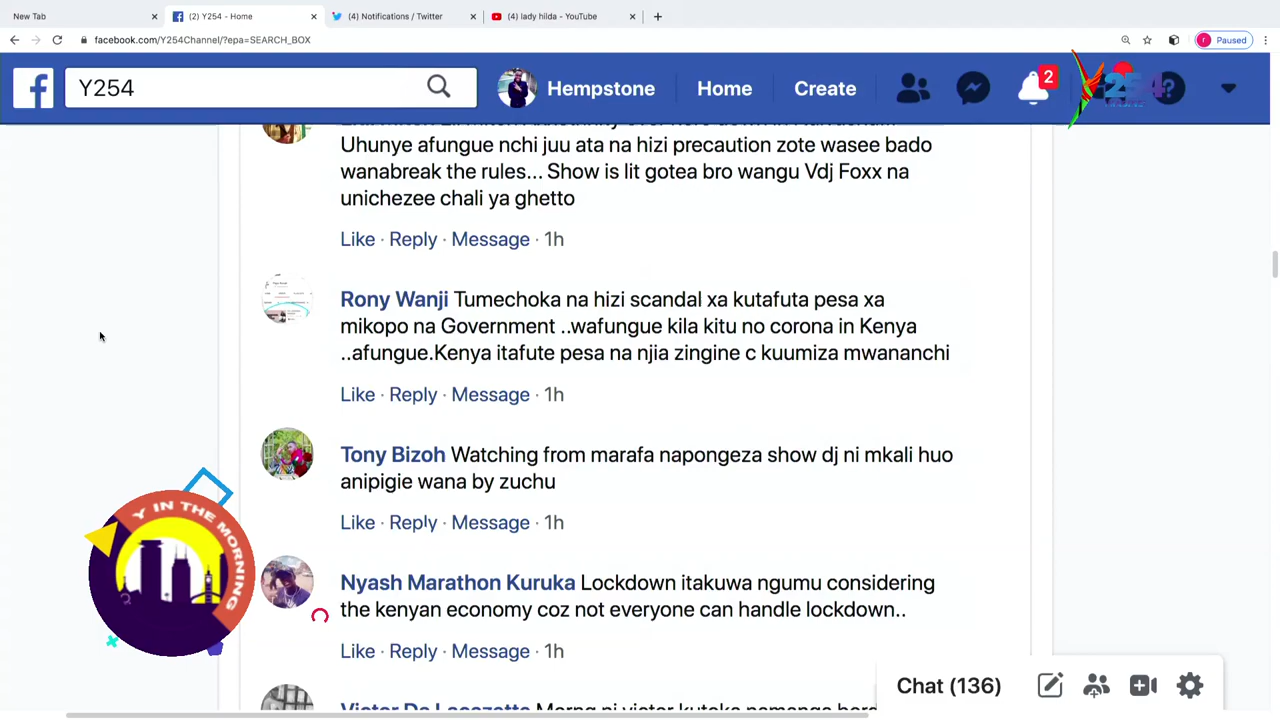 New Tab
(2) Y254 - Home
(4) Notifications / Twitter
(4) lady hilda - YouTube
facebook.com/Y254Channel/?epa=SEARCH_BOX
Paused
Y254
Hempstone
Home
Create
2
Uhunye afungue nchi juu ata na hizi precaution zote wasee bado
wanabreak the rules... Show is lit gotea bro wangu Vdj Foxx na
unichezee chali ya ghetto
Like · Reply · Message · 1h
Rony Wanji Tumechoka na hizi scandal xa kutafuta pesa xa
mikopo na Government ..wafungue kila kitu no corona in Kenya
..afungue.Kenya itafute pesa na njia zingine c kuumiza mwananchi
Like · Reply · Message · 1h
Tony Bizoh Watching from marafa napongeza show dj ni mkali huo
anipigie wana by zuchu
Like · Reply · Message · 1h
Y IN THE MORNING
Nyash Marathon Kuruka Lockdown itakuwa ngumu considering
the kenyan economy coz not everyone can handle lockdown..
Like · Reply · Message · 1h
Chat (136)